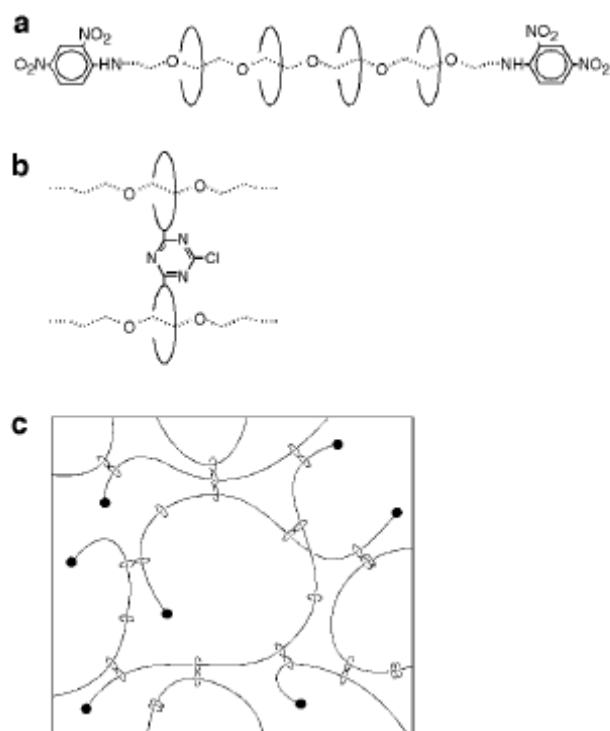 a
NO₂ NO₂
O₂N HN O O O O O NH NO₂
b
O O
N N
N Cl
N
O O
c